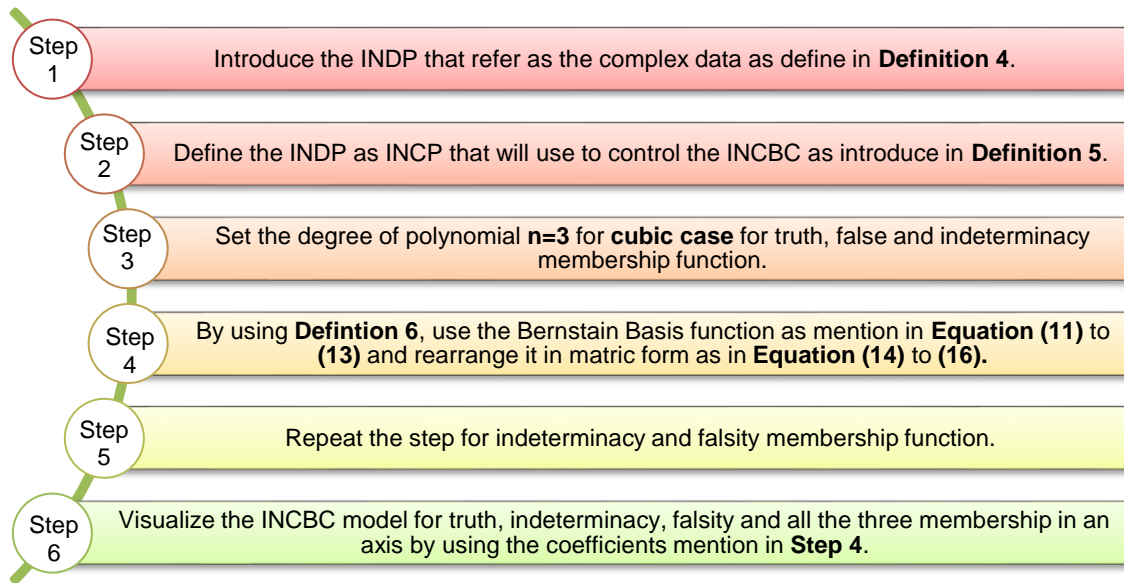 Step
1
Introduce the INDP that refer as the complex data as define in Definition 4.
Step
2
Define the INDP as INCP that will use to control the INCBC as introduce in Definition 5.
Step
3
Set the degree of polynomial n=3 for cubic case for truth, false and indeterminacy
membership function.
Step
4
By using Defintion 6, use the Bernstain Basis function as mention in Equation (11) to
(13) and rearrange it in matric form as in Equation (14) to (16).
Step
5
Repeat the step for indeterminacy and falsity membership function.
Step
6
Visualize the INCBC model for truth, indeterminacy, falsity and all the three membership in an
axis by using the coefficients mention in Step 4.